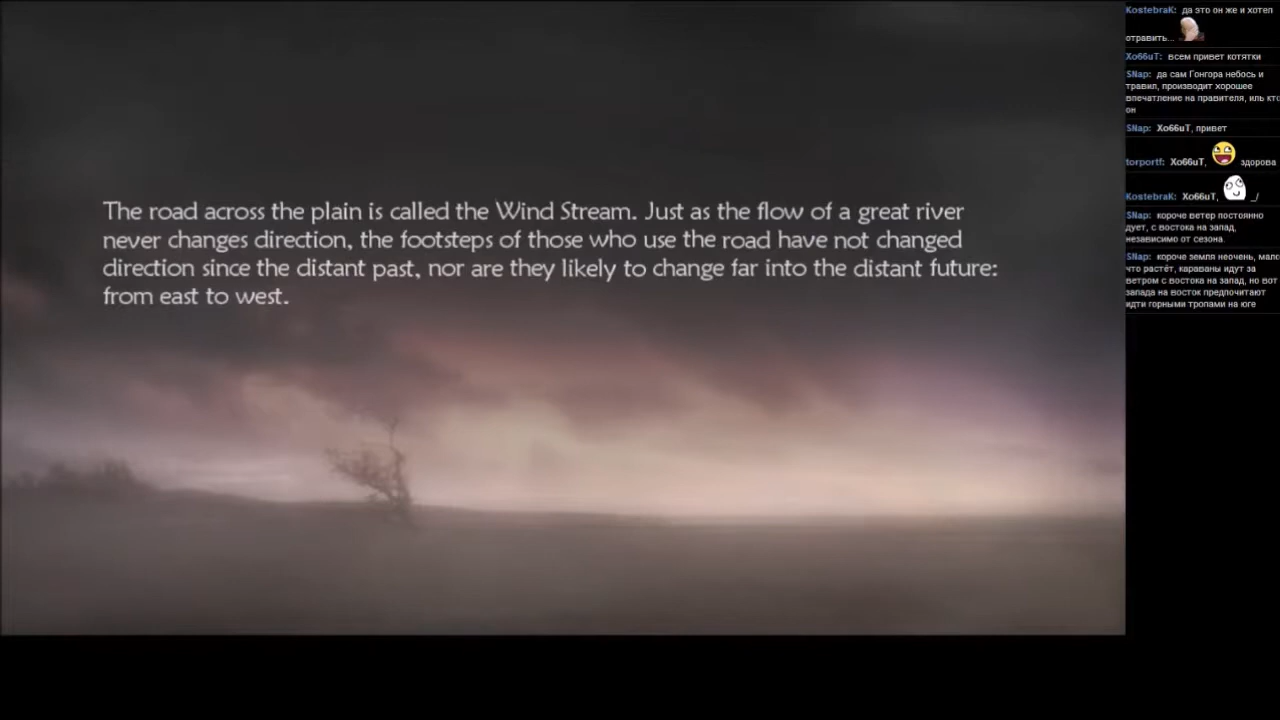 The road across the plain is called the Wind Stream. Just as the flow of a great river
never changes direction, the footsteps of those who use the road have not changed
direction since the distant past, nor are they likely to change far into the distant future:
from east to west.
KostebraK: да это он же и хотел
отравить...
Xo66uT: всем привет котятки
SNap: да сам Гонгора небось и
травил, производит хорошее
впечатление на правителя, иль кто
он
SNap: Xo66uT, привет
torportf: Xo66uT, здорова
KostebraK: Xo66uT, _/
SNap: короче ветер постоянно
дует, с востока на запад,
независимо от сезона.
SNap: короче земля неочень, мало
что растёт, караваны идут за
ветром с востока на запад, но вот
запада на восток предпочитают
идти горными тропами на юге